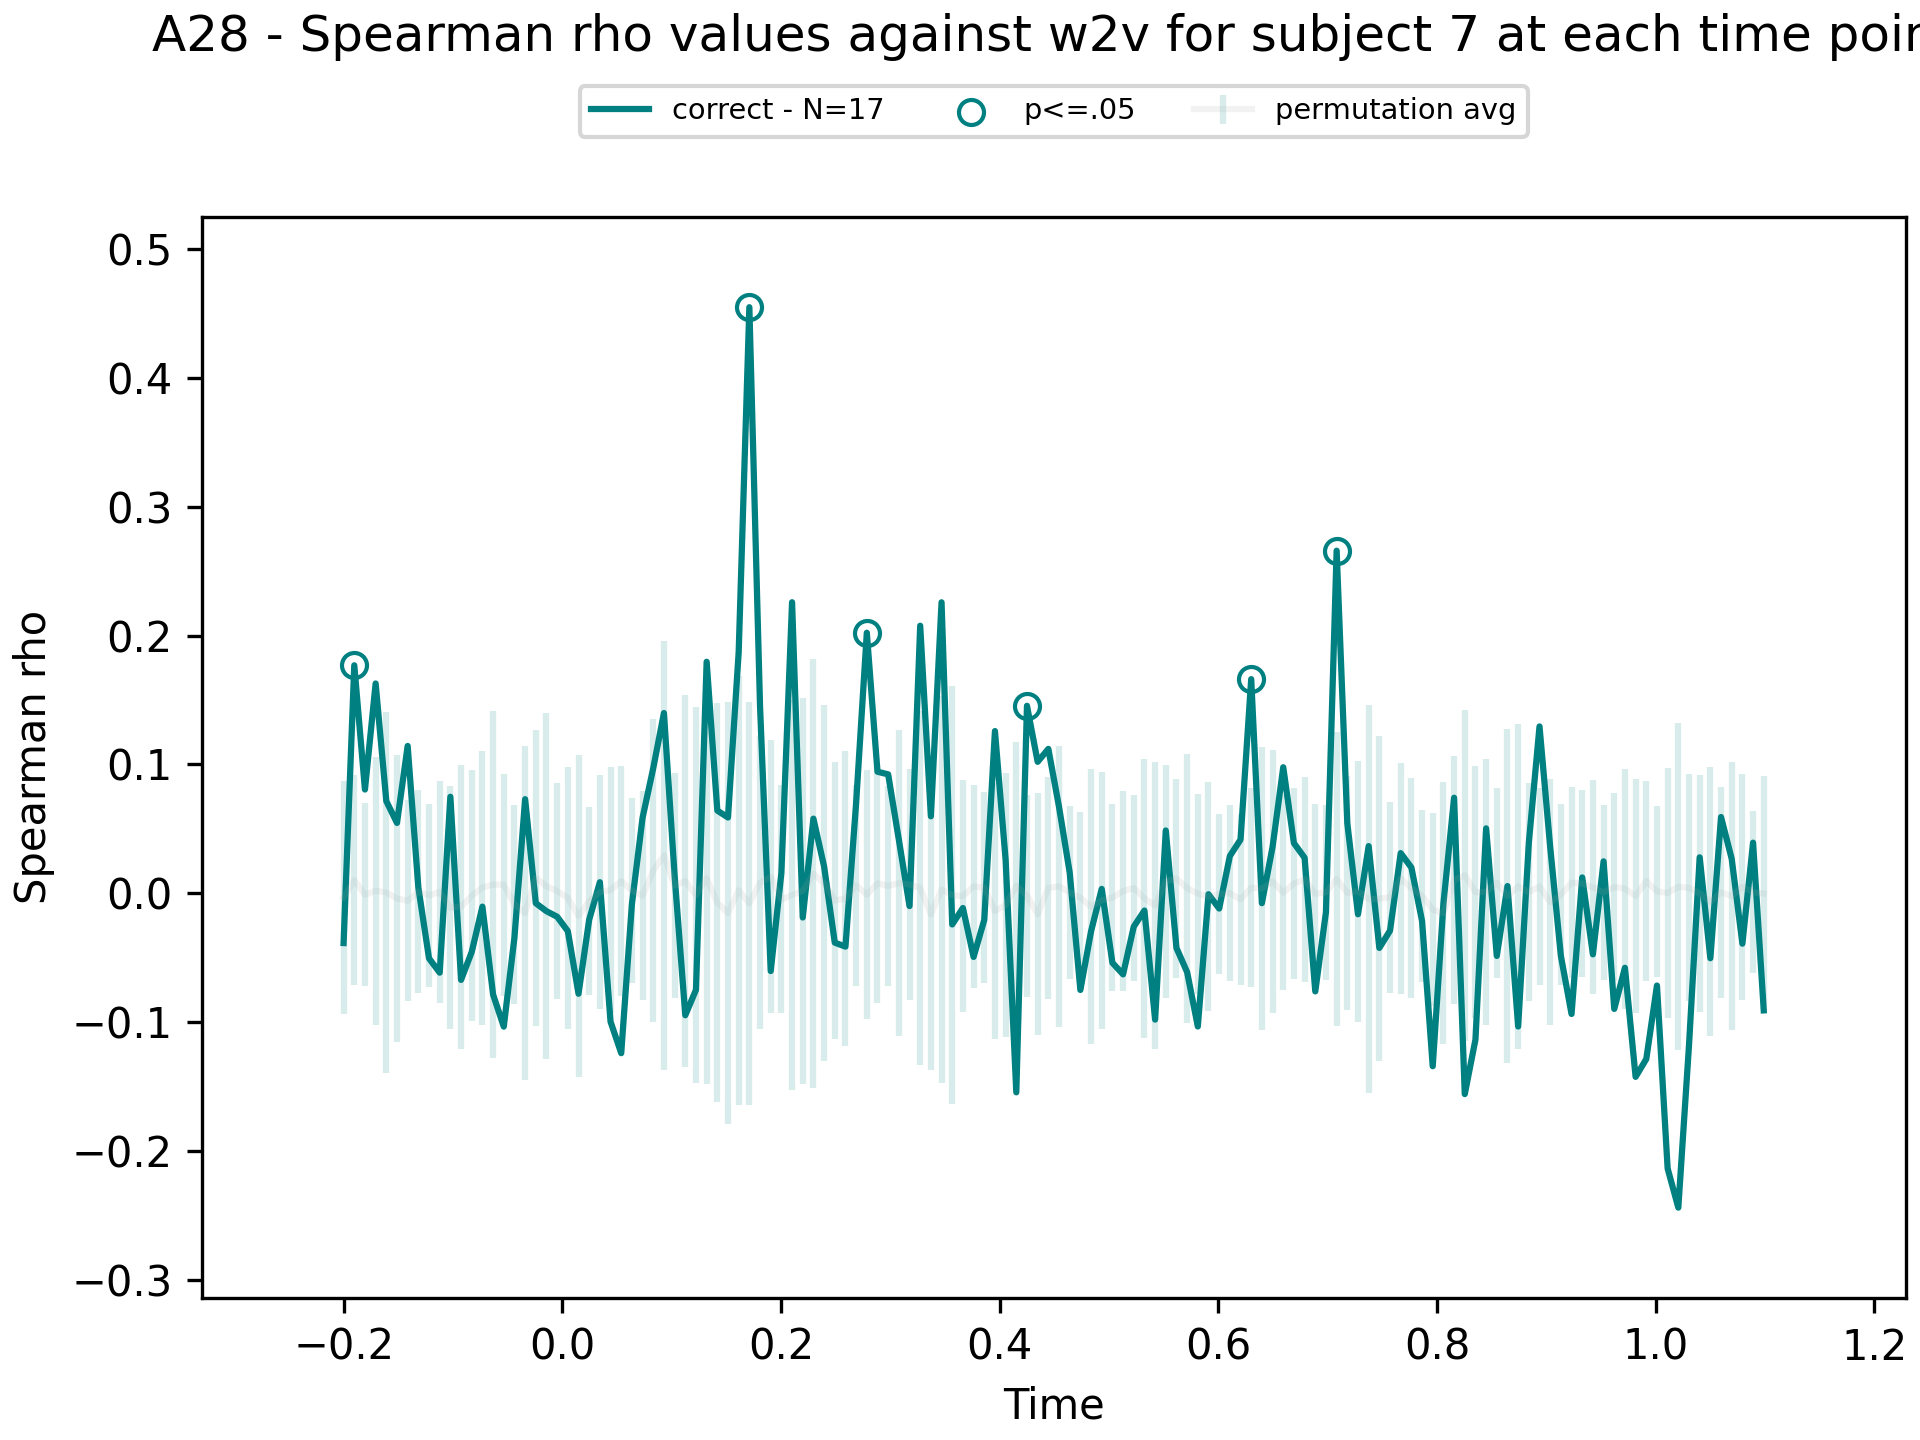 A28 - Spearman rho values against w2v for subject 7 at each time
correct - N=17 p<=.05 permutation avg
0.5
0.4
0.3
0.2
0.1
0.0
−0.1
−0.2
−0.3
Spearman rho
−0.2 0.0 0.2 0.4 0.6 0.8 1.0 1.2
Time